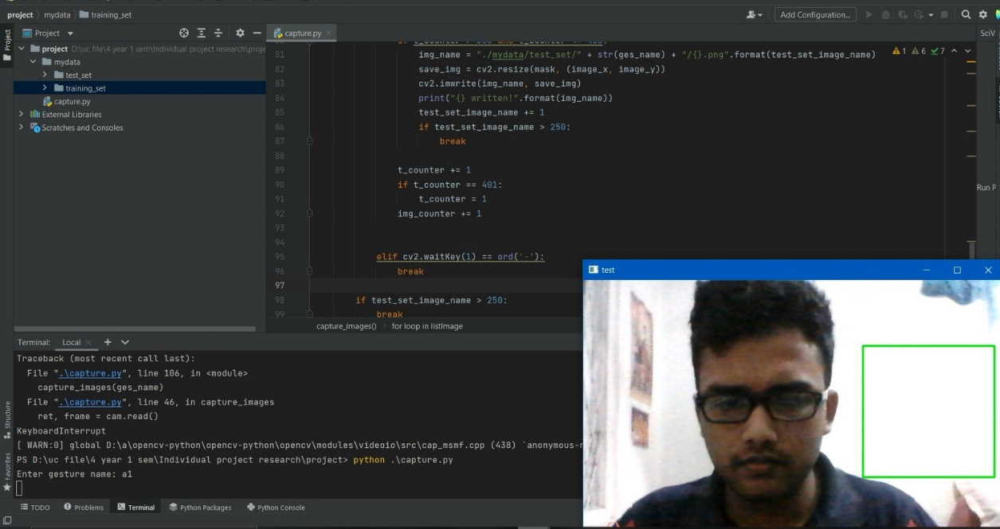 project mydata training_set Add Configuration...
Project
Project
project D:\uc file\4 year 1 sem\Individual project research\proje
mydata
test_set
training_set
capture.py
External Libraries
Scratches and Consoles
capture.py
SciV
1 6 7
81 img_name = "./mydata/test_set/" + str(ges_name) + "/{}.png".format(test_set_image_name)
82 save_img = cv2.resize(mask, (image_x, image_y))
83 cv2.imwrite(img_name, save_img)
84 print("{} written!".format(img_name))
85 test_set_image_name += 1
86 if test_set_image_name > 250:
87 break
88
89 t_counter += 1
90 if t_counter == 401:
91 t_counter = 1
92 img_counter += 1
93
94
95 elif cv2.waitKey(1) == ord('-'):
96 break
97
98 if test_set_image_name > 250:
99 break
Run P
capture_images() for loop in listImage
test
Terminal: Local
Traceback (most recent call last):
File ".\capture.py", line 106, in <module>
capture_images(ges_name)
File ".\capture.py", line 46, in capture_images
ret, frame = cam.read()
KeyboardInterrupt
[ WARN:0] global D:\a\opencv-python\opencv-python\opencv\modules\videoio\src\cap_msmf.cpp (438) `anonymous-n
PS D:\uc file\4 year 1 sem\Individual project research\project> python .\capture.py
Enter gesture name: a1
Structure
Favorites
TODO Problems Terminal Python Packages Python Console